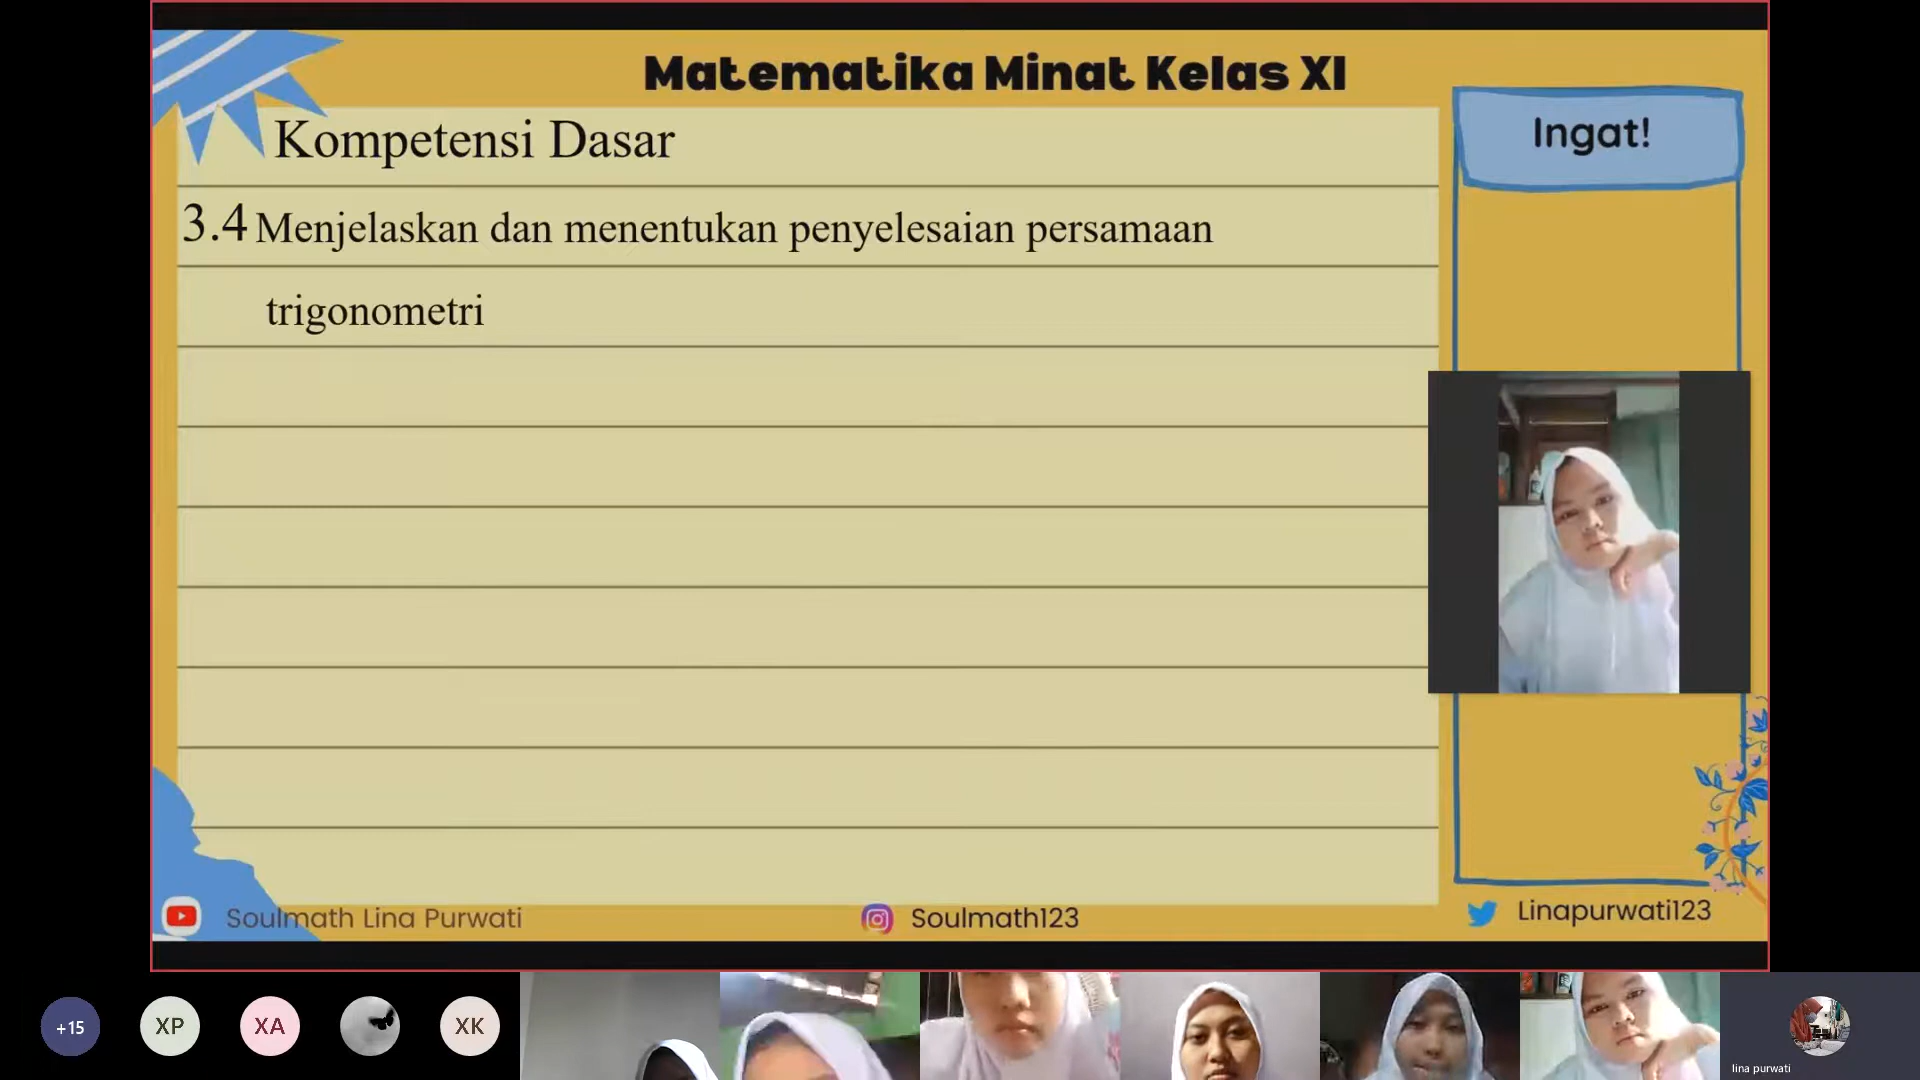 Matematika Minat Kelas XI
Kompetensi Dasar
Ingat!
3.4 Menjelaskan dan menentukan penyelesaian persamaan
trigonometri
Soulmath Lina Purwati
Soulmath123
Linapurwati123
+15
XP
XA
XK
lina purwati